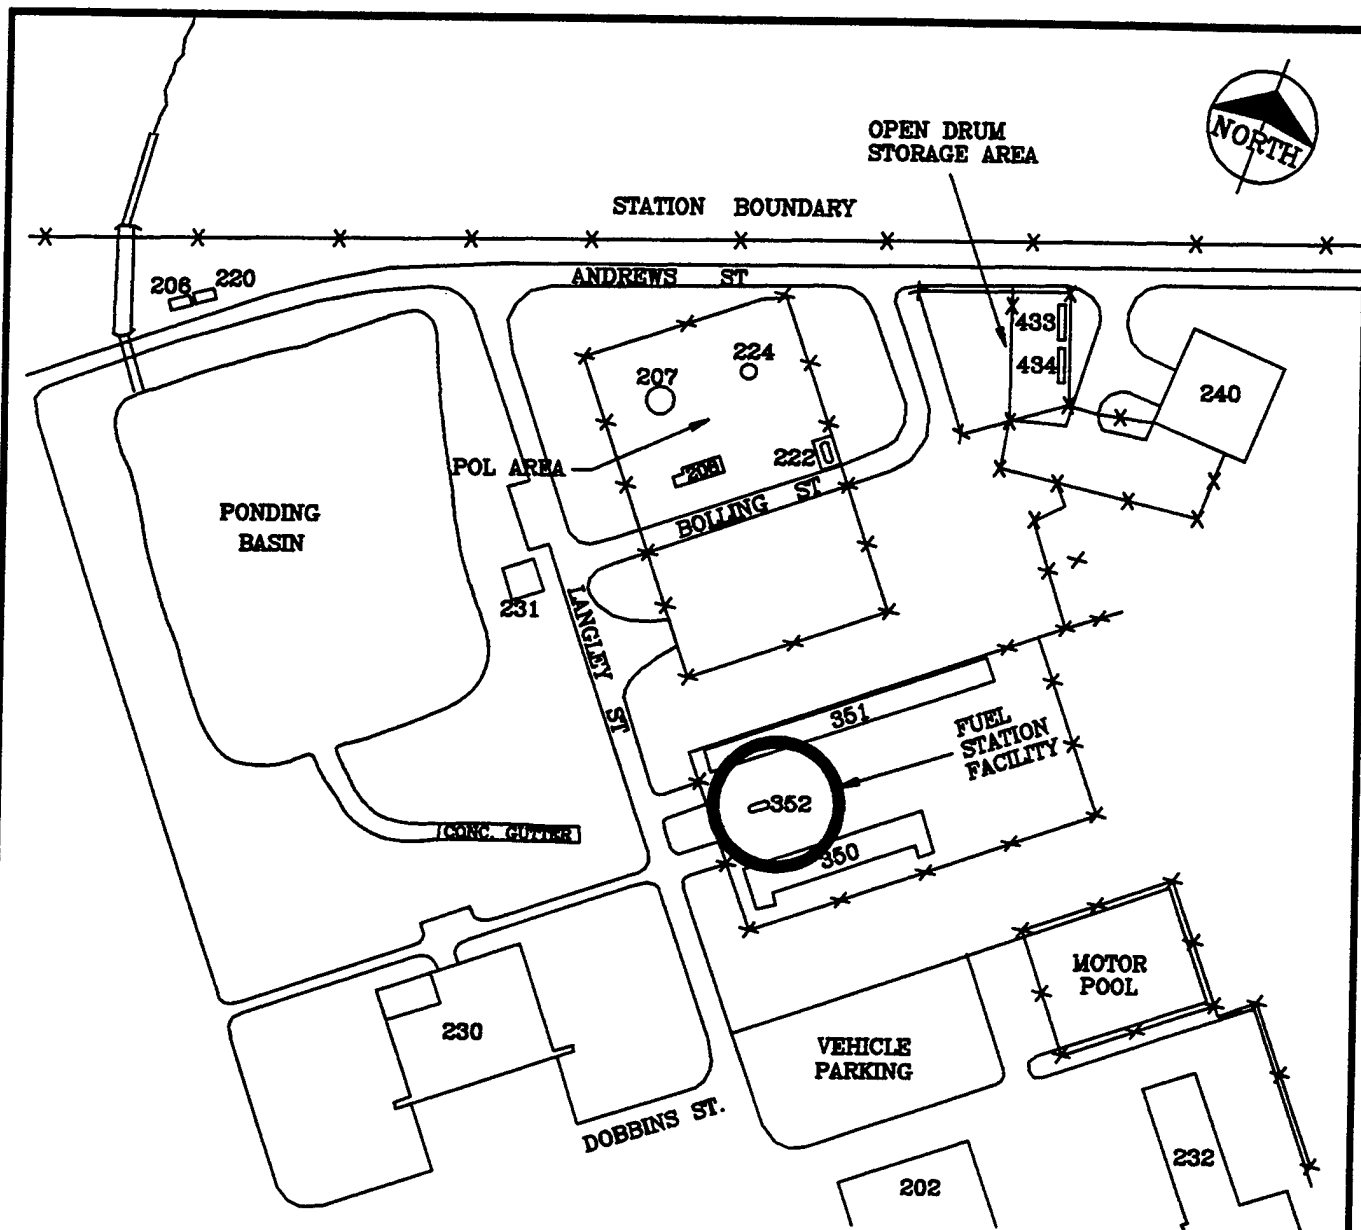 NORTH
OPEN DRUM
STORAGE AREA
STATION BOUNDARY
ANDREWS ST
206
220
433
224
434
207
240
POL AREA
208
222
BOLLING ST
PONDING
BASIN
231
LANGLEY ST
351
FUEL
STATION
FACILITY
352
CONC. GUTTER
350
MOTOR
POOL
230
VEHICLE
PARKING
DOBBINS ST.
232
202